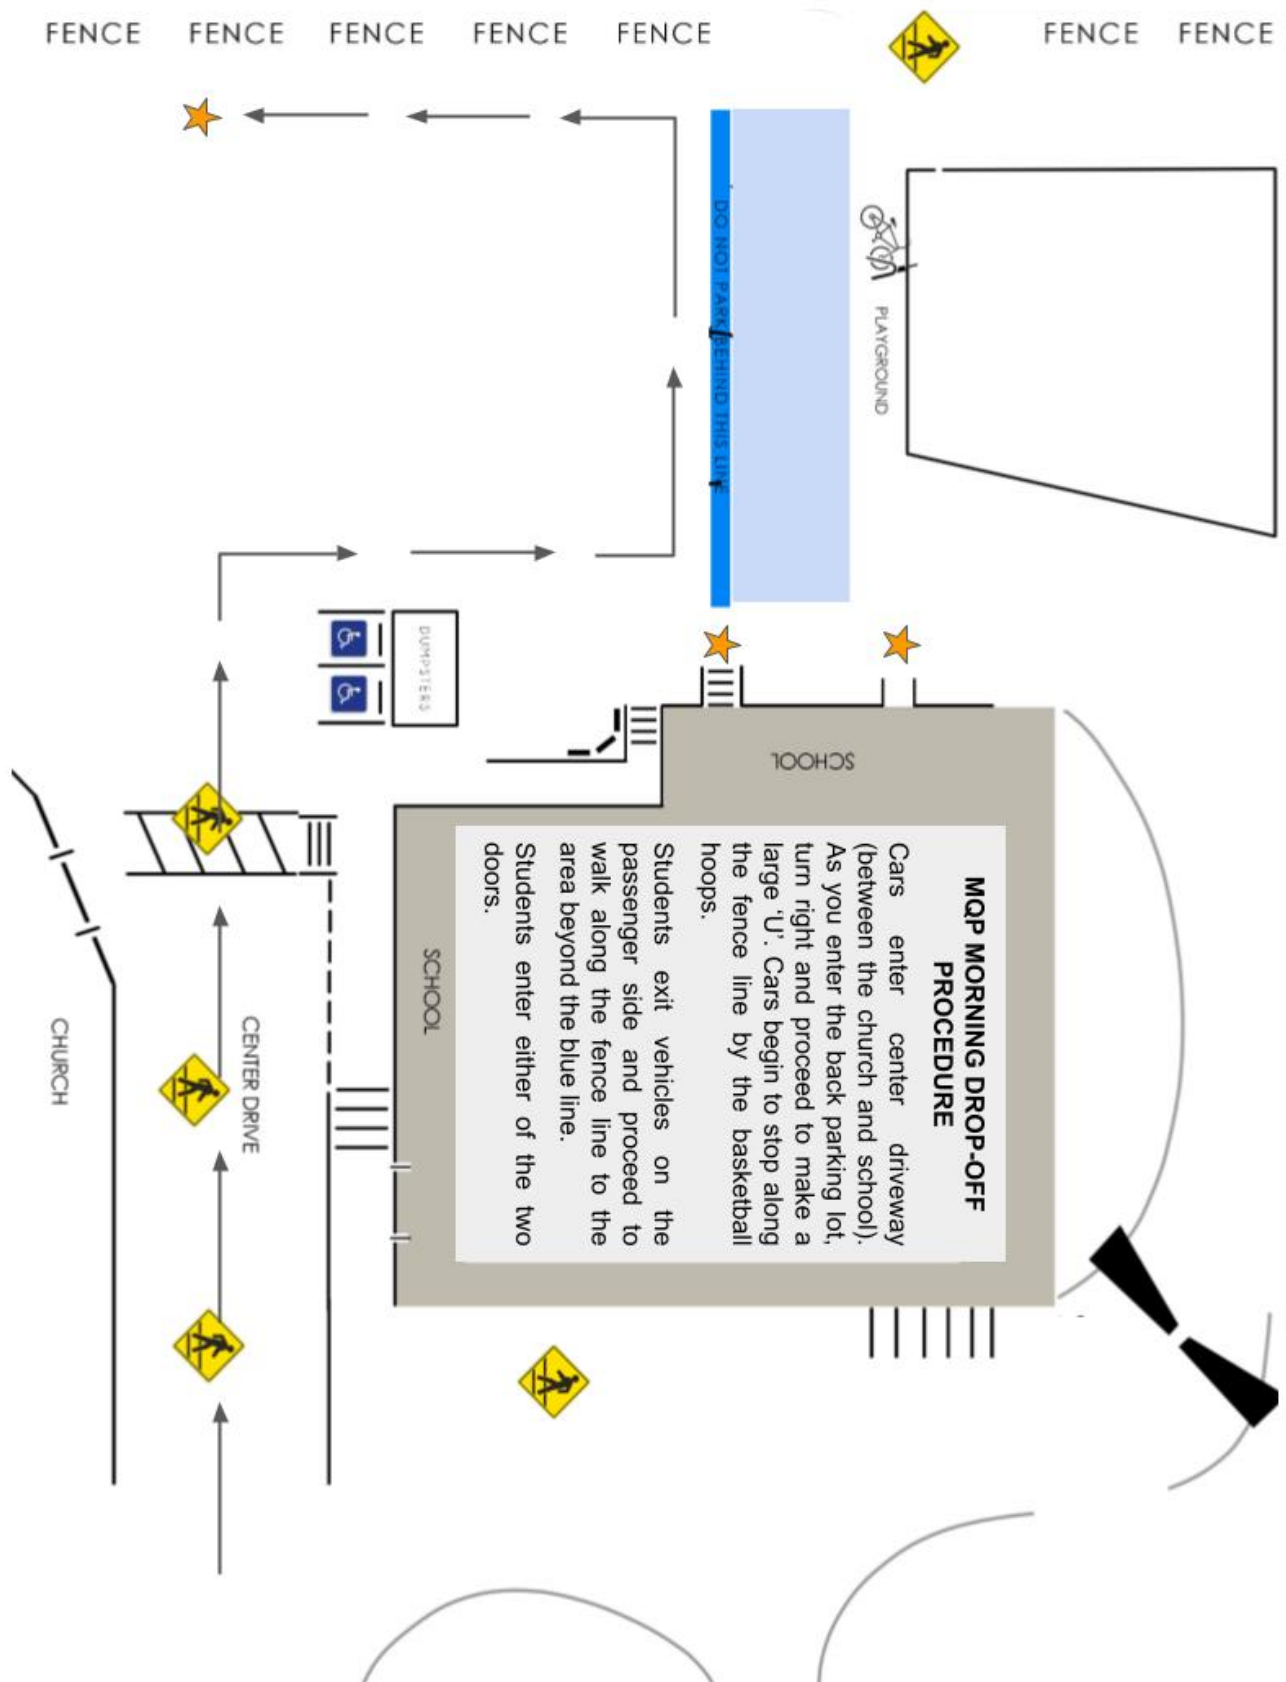 FENCE FENCE FENCE FENCE FENCE FENCE FENCE
DO NOT PARK BEHIND THIS LINE
PLAYGROUND
DUMPSTERS
SCHOOL
MQP MORNING DROP-OFF
PROCEDURE
Cars enter center driveway
(between the church and school).
As you enter the back parking lot,
turn right and proceed to make a
large ‘U’. Cars begin to stop along
the fence line by the basketball
hoops.
Students exit vehicles on the
passenger side and proceed to
walk along the fence line to the
area beyond the blue line.
Students enter either of the two
doors.
SCHOOL
CENTER DRIVE
CHURCH